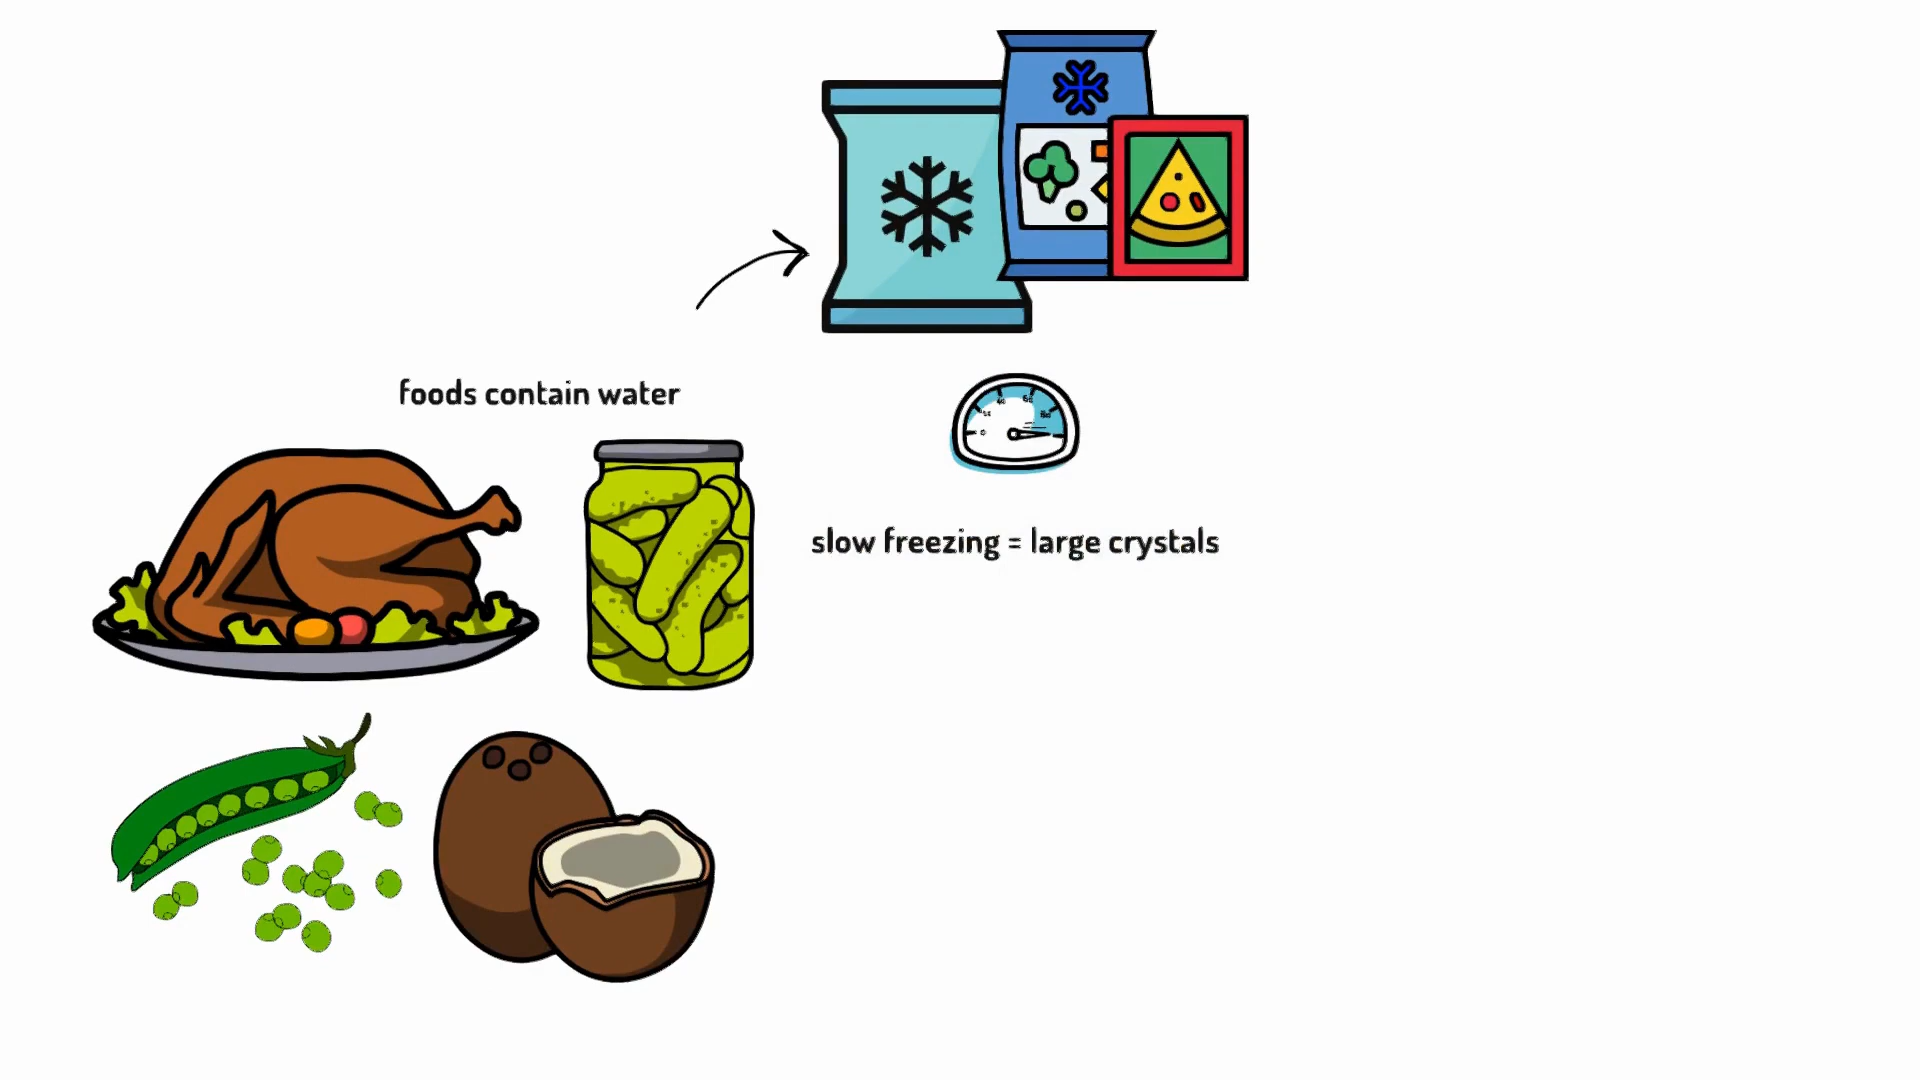 foods contain water
slow freezing = large crystals